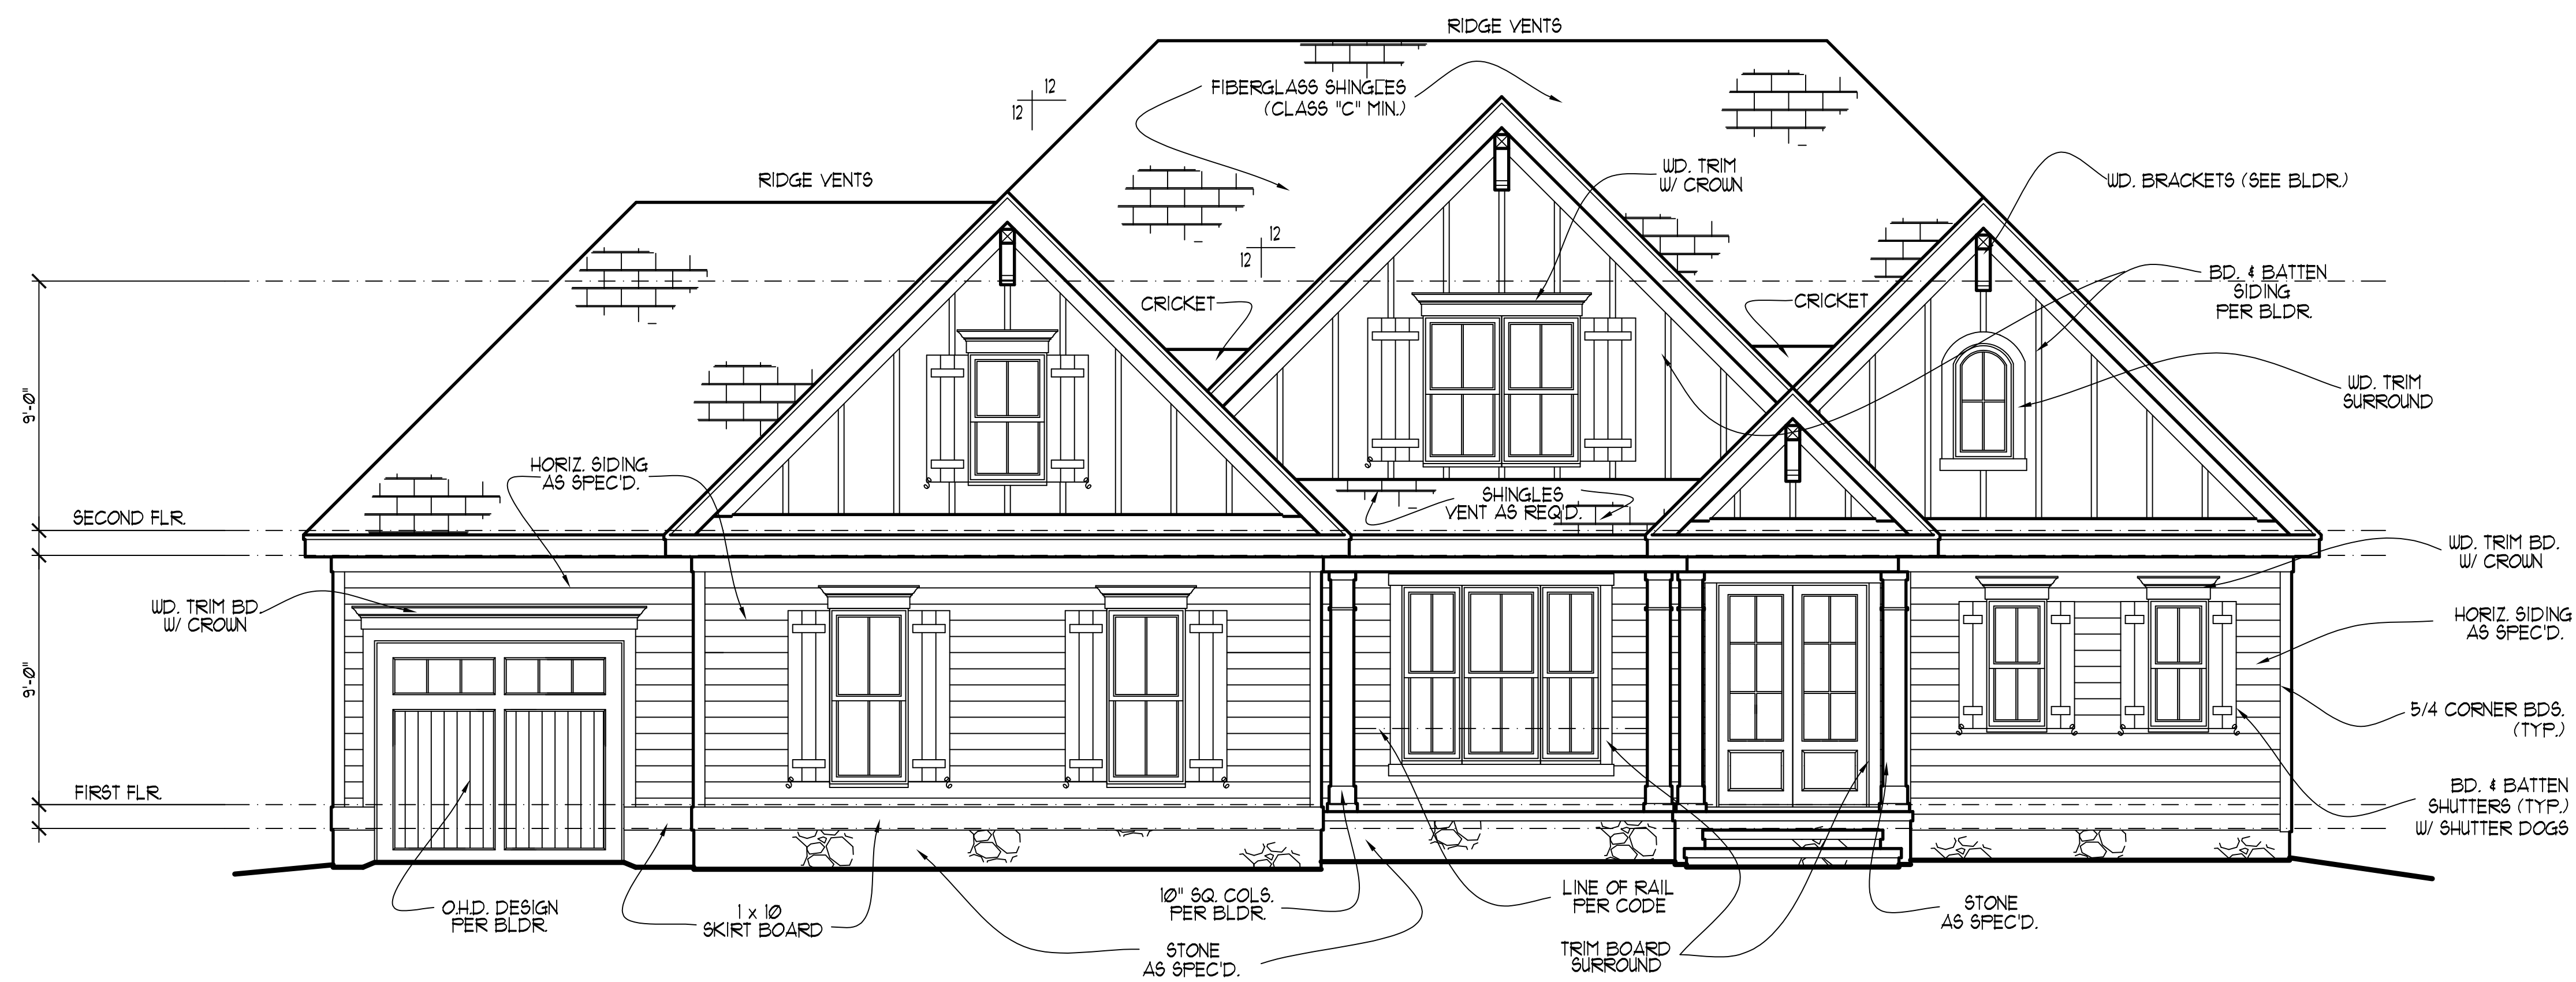 RIDGE VENTS
FIBERGLASS SHINGLES
(CLASS "C" MIN.)
12
12
RIDGE VENTS
WD. TRIM
W/ CROWN
WD. BRACKETS (SEE BLDR.)
12
12
CRICKET
CRICKET
BD. & BATTEN
SIDING
PER BLDR.
9'-0"
WD. TRIM
SURROUND
HORIZ. SIDING
AS SPEC'D.
SHINGLES
VENT AS REQ'D.
SECOND FLR.
WD. TRIM BD.
W/ CROWN
WD. TRIM BD.
W/ CROWN
HORIZ. SIDING
AS SPEC'D.
9'-0"
5/4 CORNER BDS.
(TYP.)
FIRST FLR.
BD. & BATTEN
SHUTTERS (TYP.)
W/ SHUTTER DOGS
O.H.D. DESIGN
PER BLDR.
1 x 10
SKIRT BOARD
10" SQ. COLS.
PER BLDR.
LINE OF RAIL
PER CODE
STONE
AS SPEC'D.
STONE
AS SPEC'D.
TRIM BOARD
SURROUND